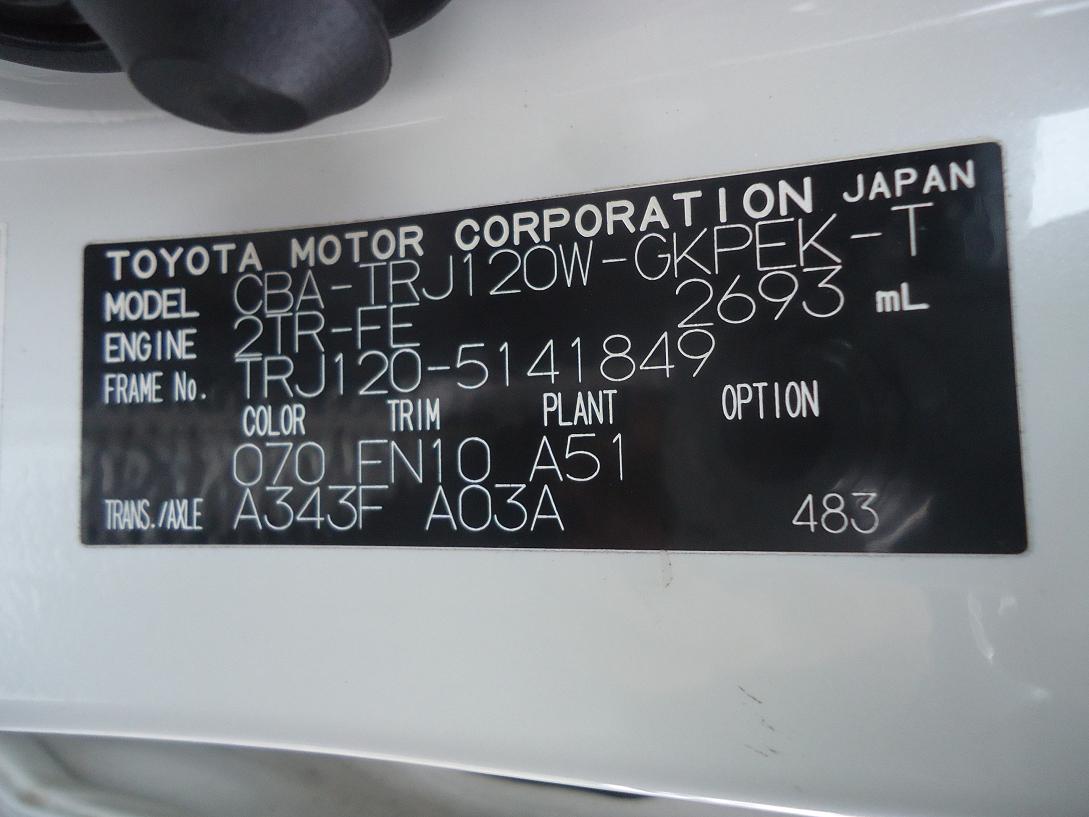 TOYOTA MOTOR CORPORATION JAPAN
MODEL CBA-TRJ120W-GKPEK-T
ENGINE 2TR-FE 2693 mL
FRAME No. TRJ120-5141849
COLOR TRIM PLANT OPTION
070 FN10 A51
TRANS./AXLE A343F A03A 483